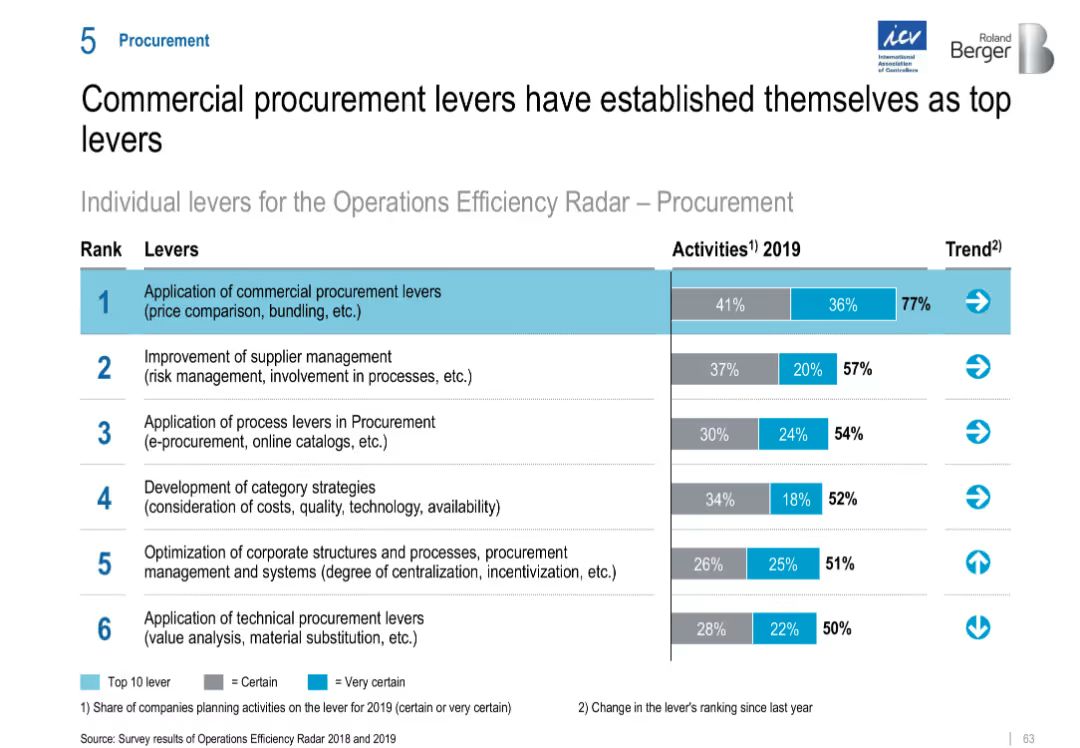 5 Procurement
icv
International
Association
of Controllers
Roland
Berger
B
Commercial procurement levers have established themselves as top
levers
Individual levers for the Operations Efficiency Radar – Procurement
Rank Levers Activities1) 2019 Trend2)
1 Application of commercial procurement levers
(price comparison, bundling, etc.)
41% 36% 77%
2 Improvement of supplier management
(risk management, involvement in processes, etc.)
37% 20% 57%
3 Application of process levers in Procurement
(e-procurement, online catalogs, etc.)
30% 24% 54%
4 Development of category strategies
(consideration of costs, quality, technology, availability)
34% 18% 52%
5 Optimization of corporate structures and processes, procurement
management and systems (degree of centralization, incentivization, etc.)
26% 25% 51%
6 Application of technical procurement levers
(value analysis, material substitution, etc.)
28% 22% 50%
Top 10 lever = Certain = Very certain
1) Share of companies planning activities on the lever for 2019 (certain or very certain) 2) Change in the lever's ranking since last year
Source: Survey results of Operations Efficiency Radar 2018 and 2019 63